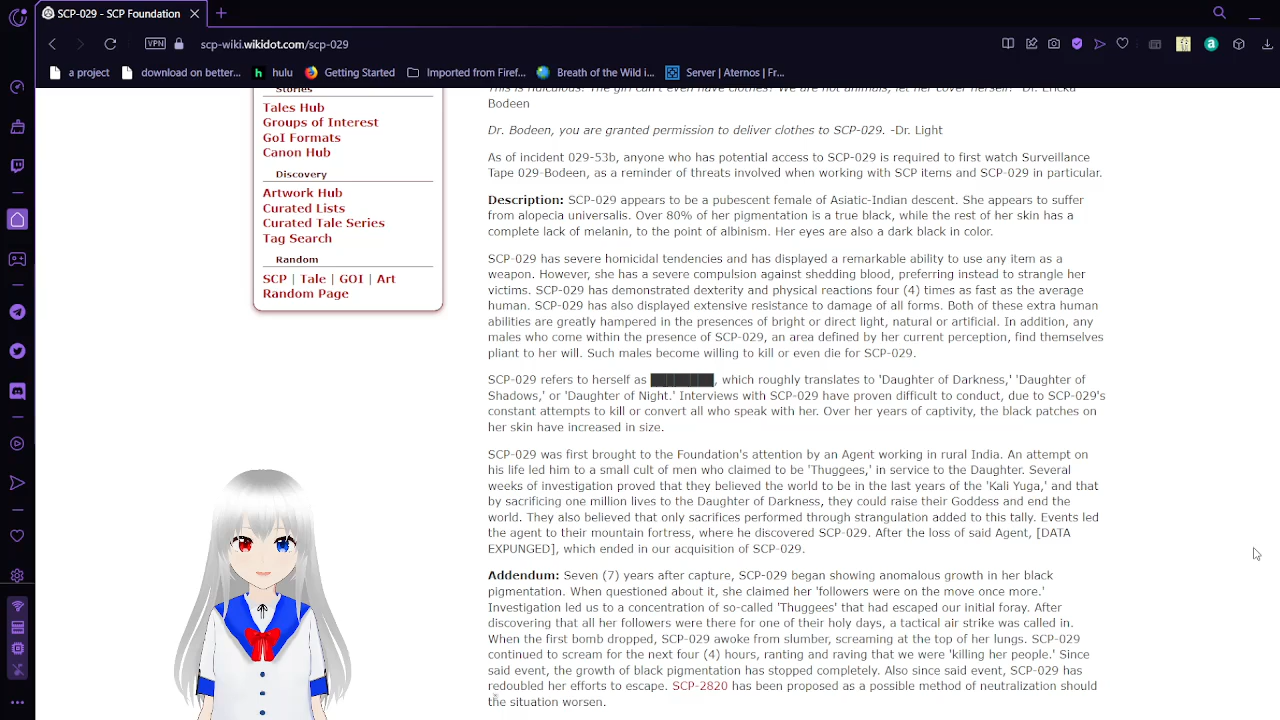 SCP-029 - SCP Foundation
VPN
scp-wiki.wikidot.com/scp-029
a project
download on better...
hulu
Getting Started
Imported from Firef...
Breath of the Wild i...
Server | Aternos | Fr...
Stories
Tales Hub
Groups of Interest
GoI Formats
Canon Hub
Discovery
Artwork Hub
Curated Lists
Curated Tale Series
Tag Search
Random
SCP | Tale | GOI | Art
Random Page
This is ridiculous! The girl can't even have clothes? We are not animals, let her cover herself! -Dr. Ericka
Bodeen
Dr. Bodeen, you are granted permission to deliver clothes to SCP-029. -Dr. Light
As of incident 029-53b, anyone who has potential access to SCP-029 is required to first watch Surveillance
Tape 029-Bodeen, as a reminder of threats involved when working with SCP items and SCP-029 in particular.
Description: SCP-029 appears to be a pubescent female of Asiatic-Indian descent. She appears to suffer
from alopecia universalis. Over 80% of her pigmentation is a true black, while the rest of her skin has a
complete lack of melanin, to the point of albinism. Her eyes are also a dark black in color.
SCP-029 has severe homicidal tendencies and has displayed a remarkable ability to use any item as a
weapon. However, she has a severe compulsion against shedding blood, preferring instead to strangle her
victims. SCP-029 has demonstrated dexterity and physical reactions four (4) times as fast as the average
human. SCP-029 has also displayed extensive resistance to damage of all forms. Both of these extra human
abilities are greatly hampered in the presences of bright or direct light, natural or artificial. In addition, any
males who come within the presence of SCP-029, an area defined by her current perception, find themselves
pliant to her will. Such males become willing to kill or even die for SCP-029.
SCP-029 refers to herself as ████████, which roughly translates to 'Daughter of Darkness,' 'Daughter of
Shadows,' or 'Daughter of Night.' Interviews with SCP-029 have proven difficult to conduct, due to SCP-029's
constant attempts to kill or convert all who speak with her. Over her years of captivity, the black patches on
her skin have increased in size.
SCP-029 was first brought to the Foundation's attention by an Agent working in rural India. An attempt on
his life led him to a small cult of men who claimed to be 'Thuggees,' in service to the Daughter. Several
weeks of investigation proved that they believed the world to be in the last years of the 'Kali Yuga,' and that
by sacrificing one million lives to the Daughter of Darkness, they could raise their Goddess and end the
world. They also believed that only sacrifices performed through strangulation added to this tally. Events led
the agent to their mountain fortress, where he discovered SCP-029. After the loss of said Agent, [DATA
EXPUNGED], which ended in our acquisition of SCP-029.
Addendum: Seven (7) years after capture, SCP-029 began showing anomalous growth in her black
pigmentation. When questioned about it, she claimed her 'followers were on the move once more.'
Investigation led us to a concentration of so-called 'Thuggees' that had escaped our initial foray. After
discovering that all her followers were there for one of their holy days, a tactical air strike was called in.
When the first bomb dropped, SCP-029 awoke from slumber, screaming at the top of her lungs. SCP-029
continued to scream for the next four (4) hours, ranting and raving that we were 'killing her people.' Since
said event, the growth of black pigmentation has stopped completely. Also since said event, SCP-029 has
redoubled her efforts to escape. SCP-2820 has been proposed as a possible method of neutralization should
the situation worsen.